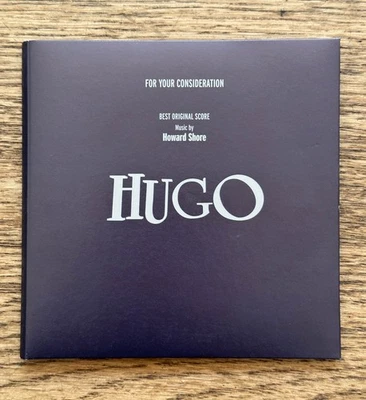 FOR YOUR CONSIDERATION
BEST ORIGINAL SCORE
Music by
Howard Shore
HUGO